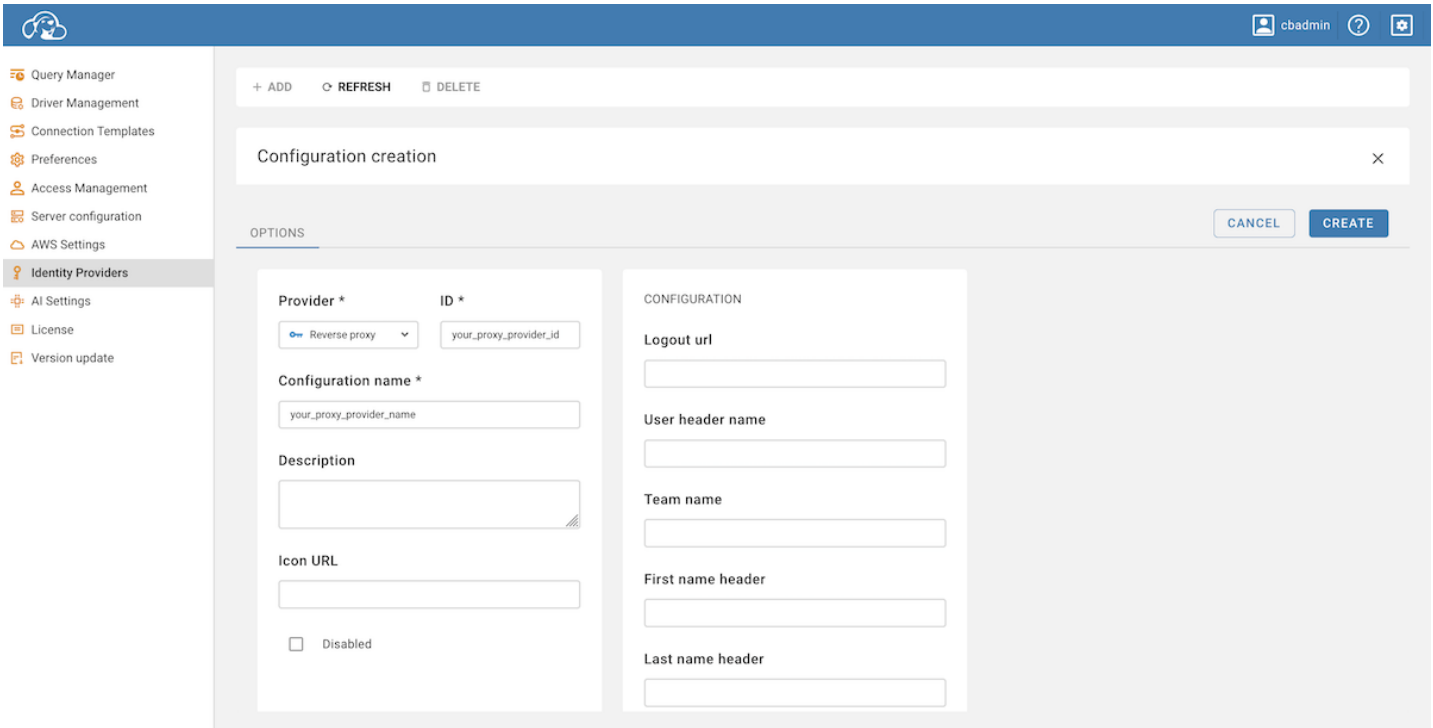 cbadmin
Query Manager
Driver Management
Connection Templates
Preferences
Access Management
Server configuration
AWS Settings
Identity Providers
AI Settings
License
Version update
+ ADD REFRESH DELETE
Configuration creation
OPTIONS
CANCEL CREATE
Provider * ID *
Reverse proxy your_proxy_provider_id
Configuration name *
your_proxy_provider_name
Description
Icon URL
Disabled
CONFIGURATION
Logout url
User header name
Team name
First name header
Last name header